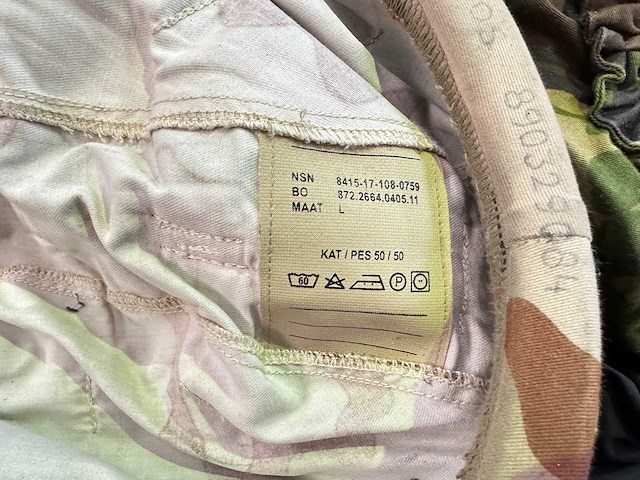 NSN 8415-17-108-0759
BO 872.2664.0405.11
MAAT L
KAT / PES 50 / 50
60 P